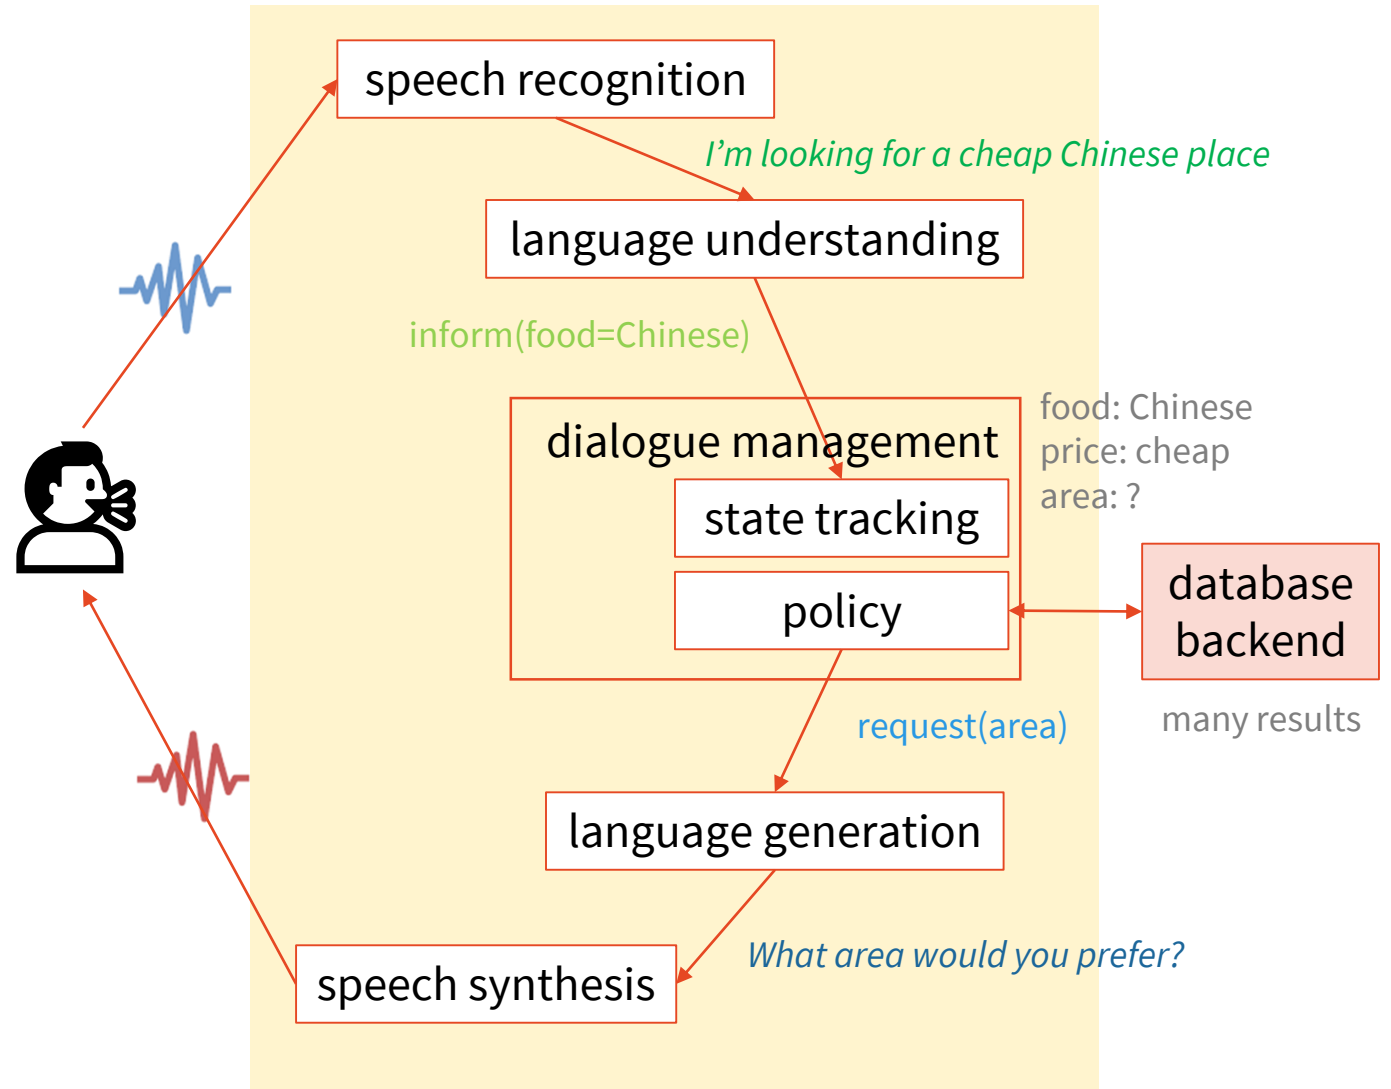 speech recognition
I’m looking for a cheap Chinese place
language understanding
inform(food=Chinese)
dialogue management
food: Chinese
price: cheap
area: ?
state tracking
policy
database
backend
many results
request(area)
language generation
What area would you prefer?
speech synthesis